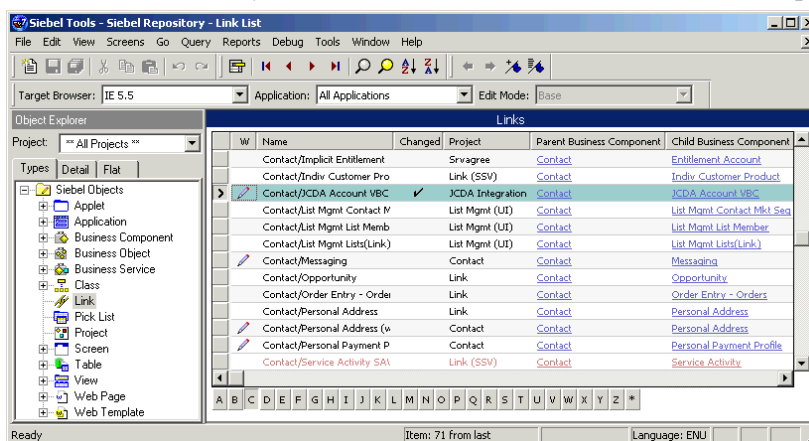 Siebel Tools - Siebel Repository - Link List
File Edit View Screens Go Query Reports Debug Tools Window Help
Target Browser: IE 5.5 Application: All Applications Edit Mode: Base
Object Explorer
Links
Project: ** All Projects **
Types Detail Flat
W Name Changed Project Parent Business Component Child Business Component
Contact/Implicit Entitlement Srvagree Contact Entitlement Account
Contact/Indiv Customer Pro Link (SSV) Contact Indiv Customer Product
Contact/JCDA Account VBC ✔ JCDA Integration Contact JCDA Account VBC
Contact/List Mgmt Contact M List Mgmt (UI) Contact List Mgmt Contact Mkt Seg
Contact/List Mgmt List Memb List Mgmt (UI) Contact List Mgmt List Member
Contact/List Mgmt Lists(Link) List Mgmt (UI) Contact List Mgmt Lists(Link)
Contact/Messaging Contact Contact Messaging
Contact/Opportunity Link Contact Opportunity
Contact/Order Entry - Order Link Contact Order Entry - Orders
Contact/Personal Address Link Contact Personal Address
Contact/Personal Address (w Contact Contact Personal Address
Contact/Personal Payment P Contact Contact Personal Payment Profile
Contact/Service Activity SA\ Link (SSV) Contact Service Activity
Siebel Objects
Applet
Application
Business Component
Business Object
Business Service
Class
Link
Pick List
Project
Screen
Table
View
Web Page
Web Template
A B C D E F G H I J K L M N O P Q R S T U V W X Y Z *
Ready Item: 71 from last Language: ENU